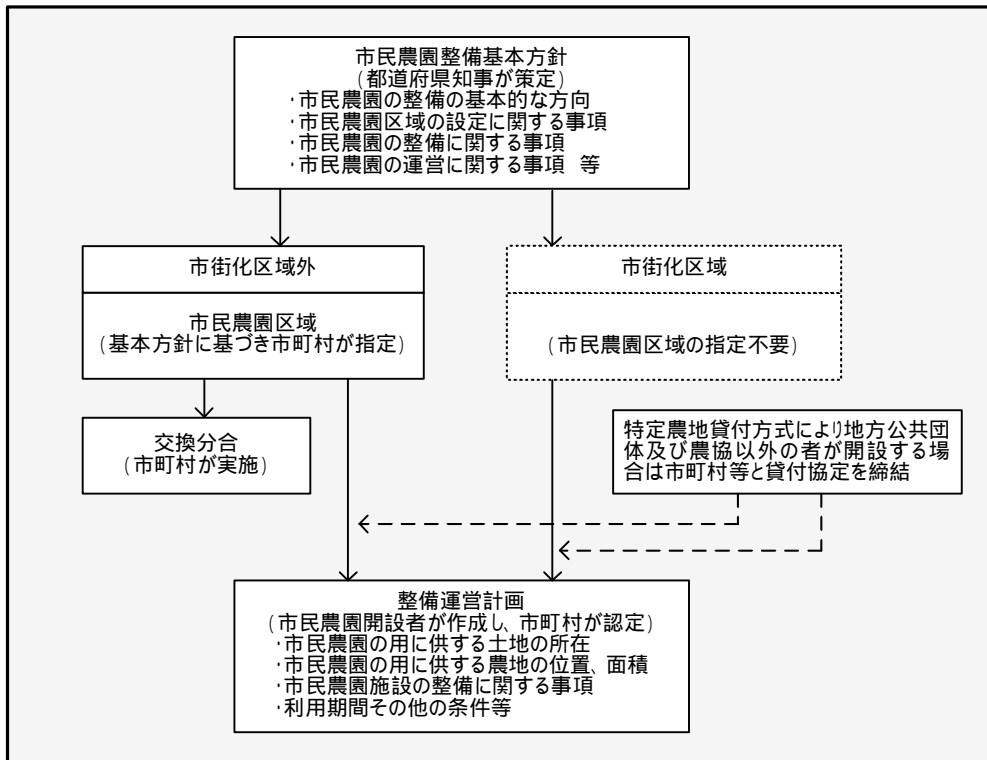 市民農園整備基本方針
(都道府県知事が策定)
・市民農園の整備の基本的な方向
・市民農園区域の設定に関する事項
・市民農園の整備に関する事項
・市民農園の運営に関する事項 等
市街化区域外
市民農園区域
(基本方針に基づき市町村が指定)
市街化区域
(市民農園区域の指定不要)
交換分合
(市町村が実施)
特定農地貸付方式により地方公共団
体及び農協以外の者が開設する場
合は市町村等と貸付協定を締結
整備運営計画
(市民農園開設者が作成し、市町村が認定)
・市民農園の用に供する土地の所在
・市民農園の用に供する農地の位置、面積
・市民農園施設の整備に関する事項
・利用期間その他の条件等